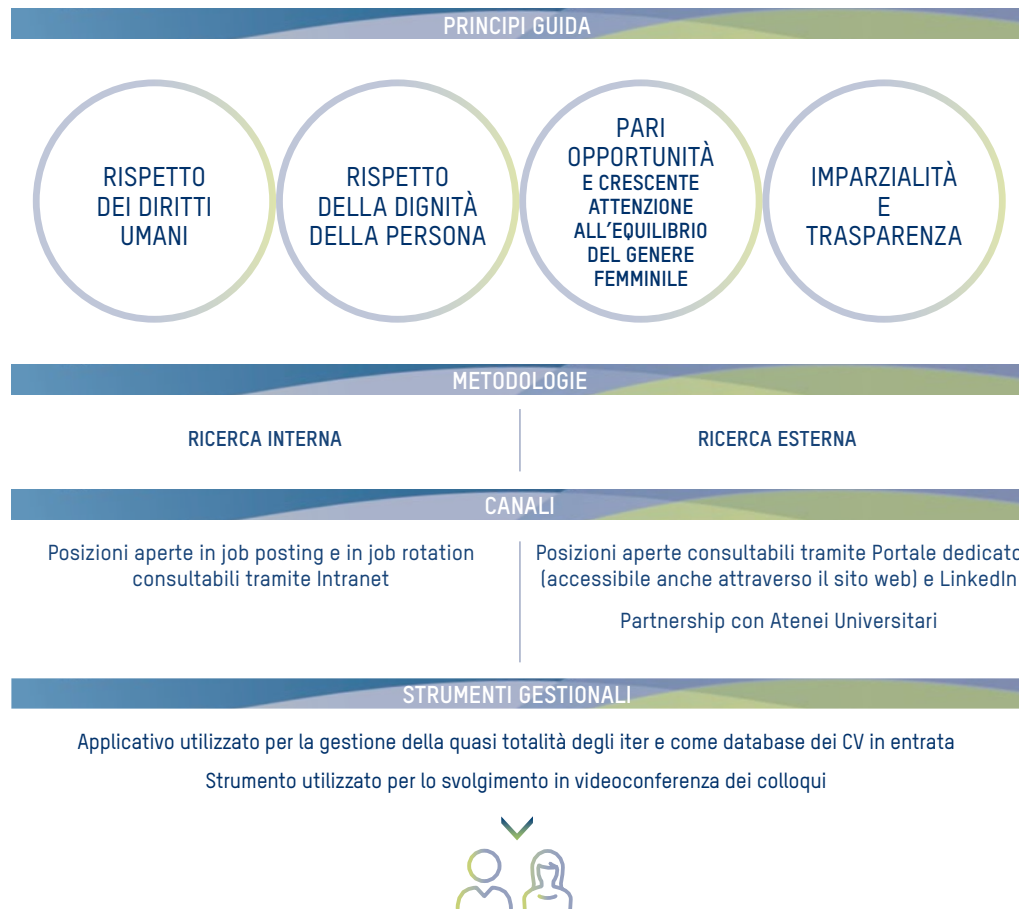 PRINCIPI GUIDA
RISPETTO
DEI DIRITTI
UMANI
RISPETTO
DELLA DIGNITÀ
DELLA PERSONA
PARI
OPPORTUNITÀ
E CRESCENTE
ATTENZIONE
ALL'EQUILIBRIO
DEL GENERE
FEMMINILE
IMPARZIALITÀ
E
TRASPARENZA
METODOLOGIE
RICERCA INTERNA
RICERCA ESTERNA
CANALI
Posizioni aperte in job posting e in job rotation
consultabili tramite Intranet
Posizioni aperte consultabili tramite Portale dedicato
(accessibile anche attraverso il sito web) e LinkedIn
Partnership con Atenei Universitari
STRUMENTI GESTIONALI
Applicativo utilizzato per la gestione della quasi totalità degli iter e come database dei CV in entrata
Strumento utilizzato per lo svolgimento in videoconferenza dei colloqui